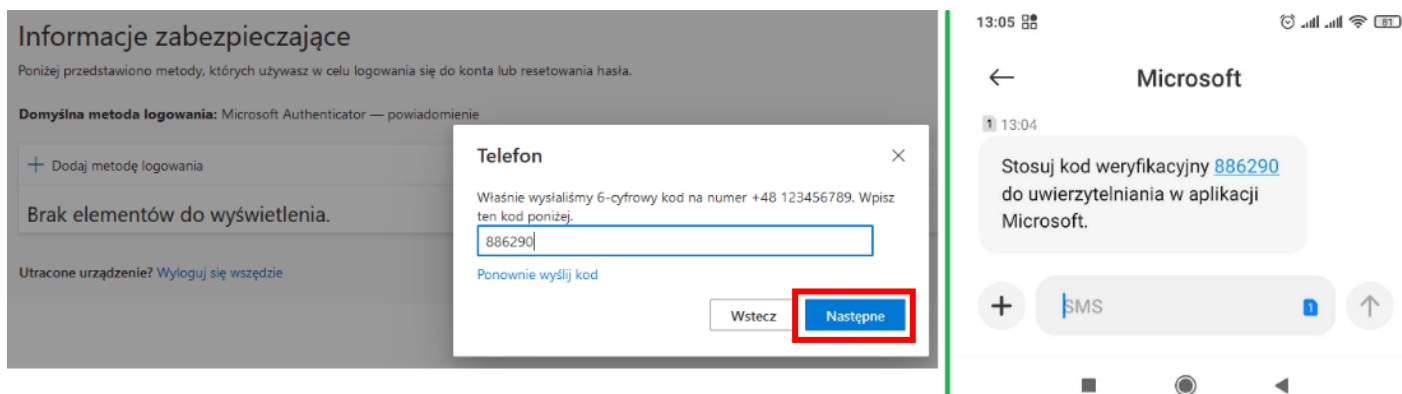 Informacje zabezpieczające
Poniżej przedstawiono metody, których używasz w celu logowania się do konta lub resetowania hasła.
Domyślna metoda logowania: Microsoft Authenticator — powiadomienie
+ Dodaj metodę logowania
Brak elementów do wyświetlenia.
Utracone urządzenie? Wyloguj się wszędzie
Telefon
Właśnie wysłaliśmy 6-cyfrowy kod na numer +48 123456789. Wpisz
ten kod poniżej.
886290
Ponownie wyślij kod
Wstecz
Następne
13:05
81
Microsoft
1 13:04
Stosuj kod weryfikacyjny 886290
do uwierzytelniania w aplikacji
Microsoft.
SMS
1